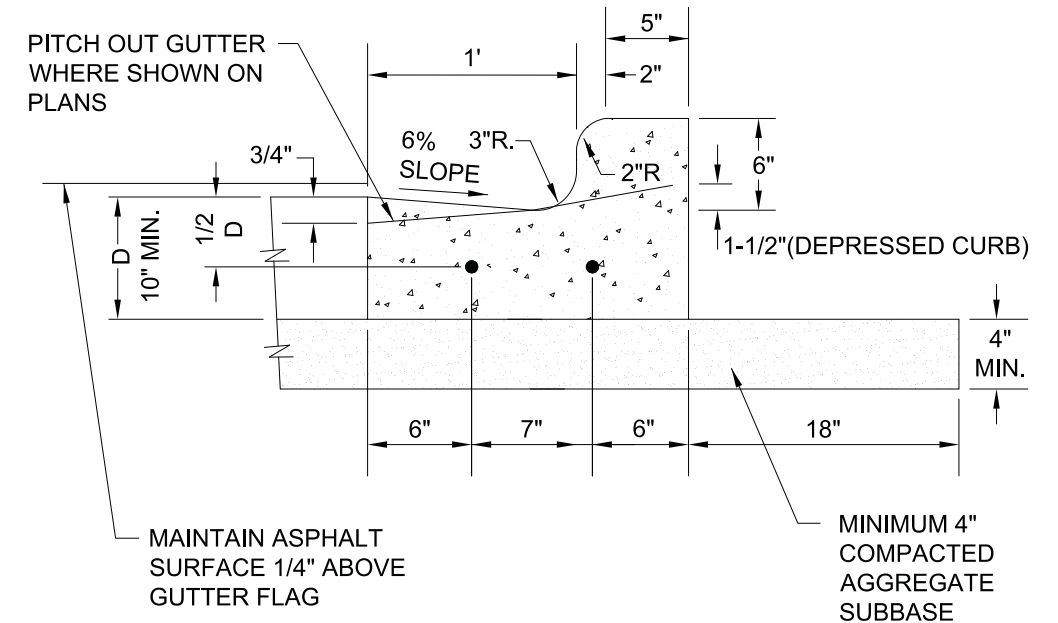 5"
PITCH OUT GUTTER
WHERE SHOWN ON
PLANS
1'
2"
6%
SLOPE
3"R.
3/4"
2"R
6"
1/2
D
D
10" MIN.
1-1/2"(DEPRESSED CURB)
4"
MIN.
6"
7"
6"
18"
MAINTAIN ASPHALT
SURFACE 1/4" ABOVE
GUTTER FLAG
MINIMUM 4"
COMPACTED
AGGREGATE
SUBBASE